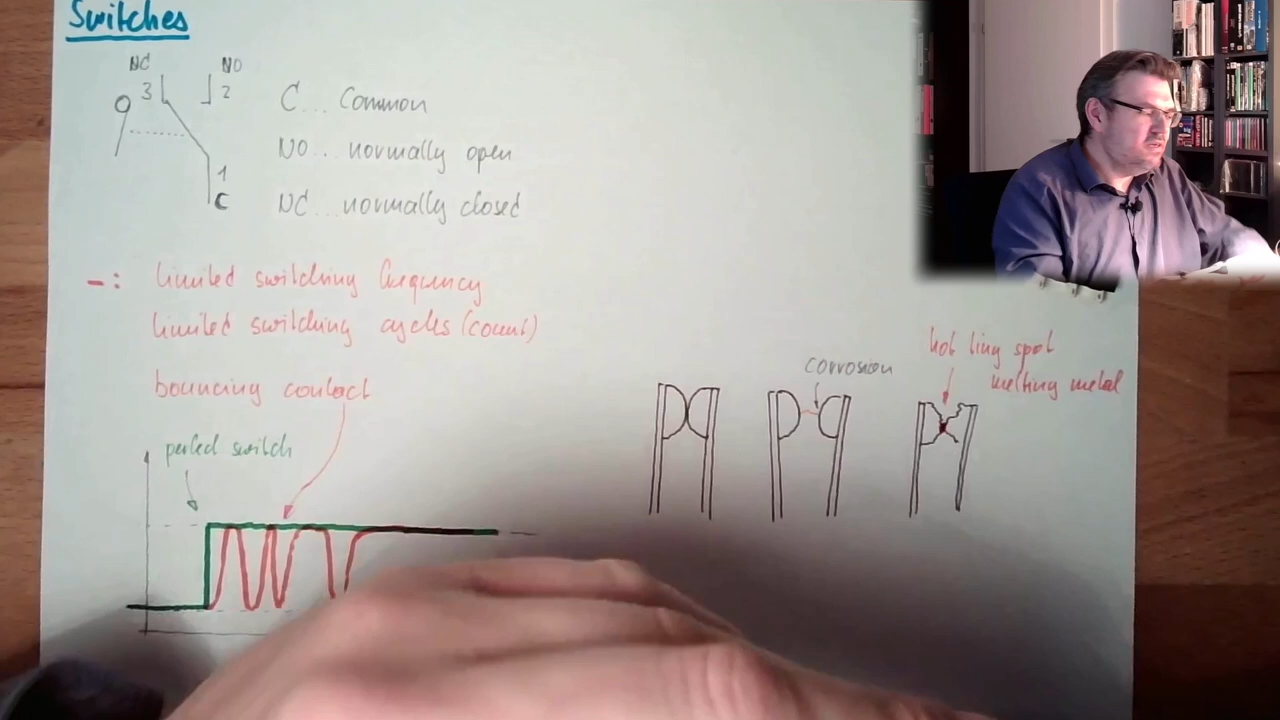 Switches
NC
NO
3
2
1
C
C... Common
NO... normally open
NC... normally closed
-: limited switching frequency
limited switching cycles (count)
bouncing contact
perfect switch
corrosion
hot spot
melting metal